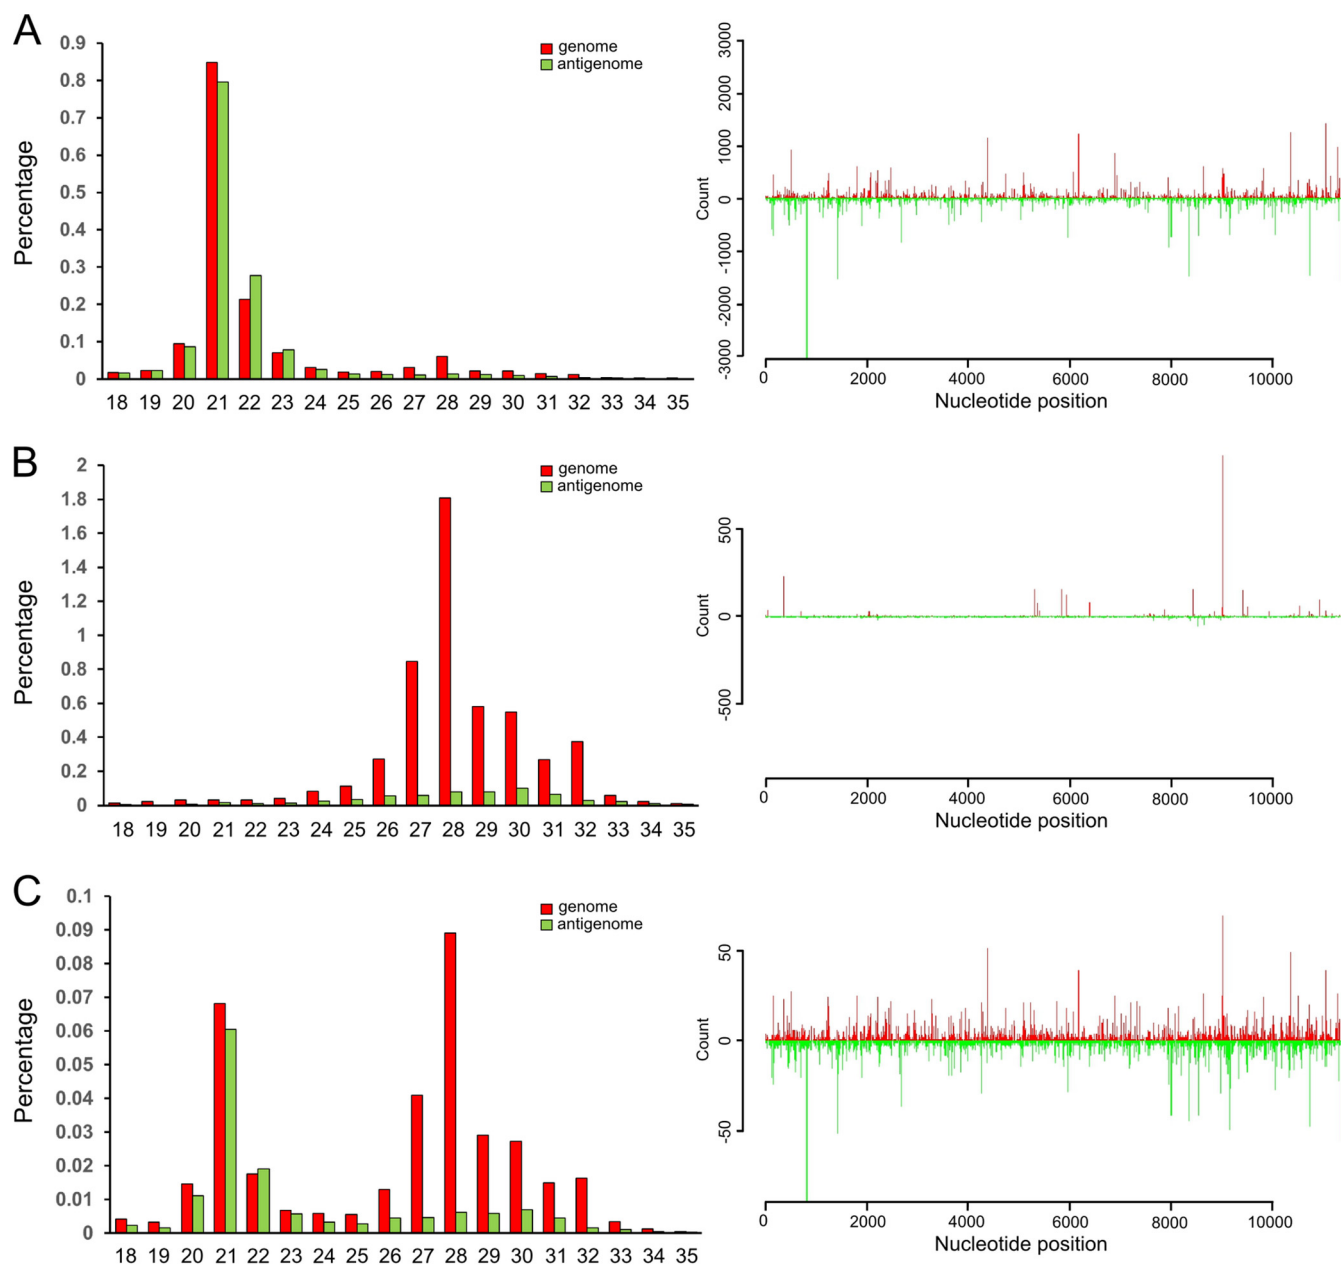 A
0.9
0.8
0.7
0.6
0.5
0.4
0.3
0.2
0.1
0
Percentage
genome
antigenome
18 19 20 21 22 23 24 25 26 27 28 29 30 31 32 33 34 35
3000
2000
1000
0
-1000
-2000
-3000
Count
0 2000 4000 6000 8000 10000
Nucleotide position
B
2
1.8
1.6
1.4
1.2
1
0.8
0.6
0.4
0.2
0
Percentage
genome
antigenome
18 19 20 21 22 23 24 25 26 27 28 29 30 31 32 33 34 35
500
0
-500
Count
0 2000 4000 6000 8000 10000
Nucleotide position
C
0.1
0.09
0.08
0.07
0.06
0.05
0.04
0.03
0.02
0.01
0
Percentage
genome
antigenome
18 19 20 21 22 23 24 25 26 27 28 29 30 31 32 33 34 35
50
0
-50
Count
0 2000 4000 6000 8000 10000
Nucleotide position